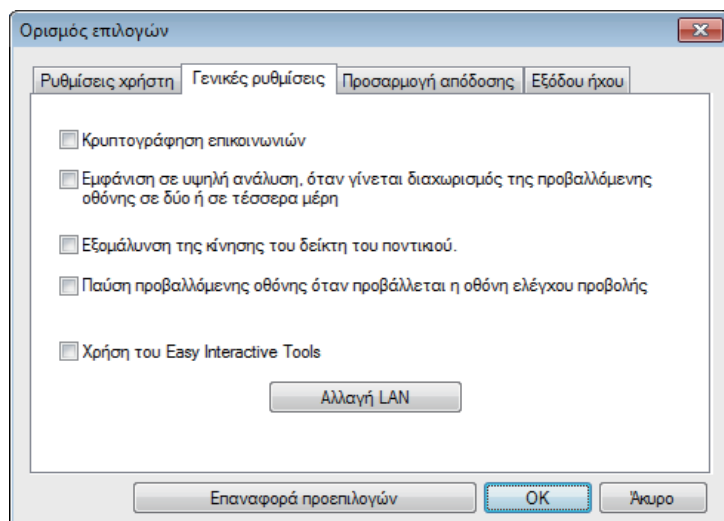 Ορισμός επιλογών
Ρυθμίσεις χρήστη Γενικές ρυθμίσεις Προσαρμογή απόδοσης Εξόδου ήχου
Κρυπτογράφηση επικοινωνιών
Εμφάνιση σε υψηλή ανάλυση, όταν γίνεται διαχωρισμός της προβαλλόμενης
οθόνης σε δύο ή σε τέσσερα μέρη
Εξομάλυνση της κίνησης του δείκτη του ποντικιού.
Παύση προβαλλόμενης οθόνης όταν προβάλλεται η οθόνη ελέγχου προβολής
Χρήση του Easy Interactive Tools
Αλλαγή LAN
Επαναφορά προεπιλογών OK Άκυρο